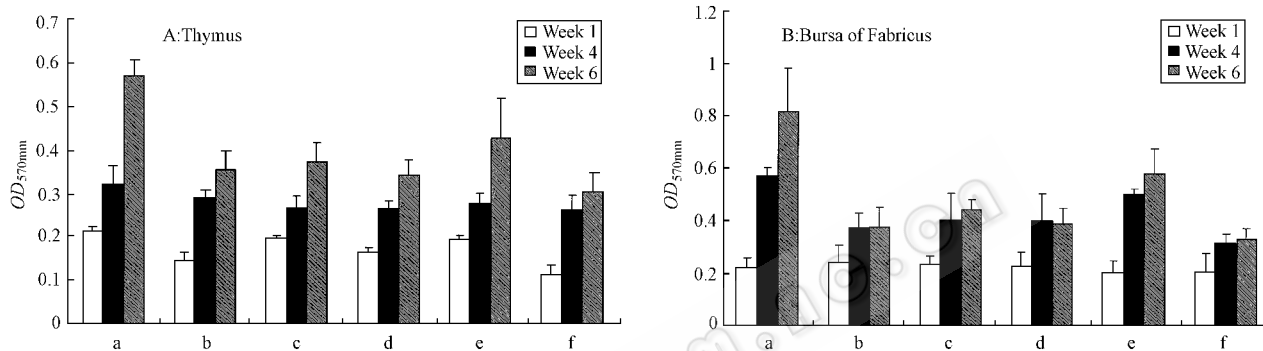 0.7
0.6
0.5
0.4
0.3
0.2
0.1
0
OD570mm
A:Thymus
Week 1
Week 4
Week 6
a b c d e f
1.2
1
0.8
0.6
0.4
0.2
0
OD570mm
B:Bursa of Fabricus
Week 1
Week 4
Week 6
a b c d e f